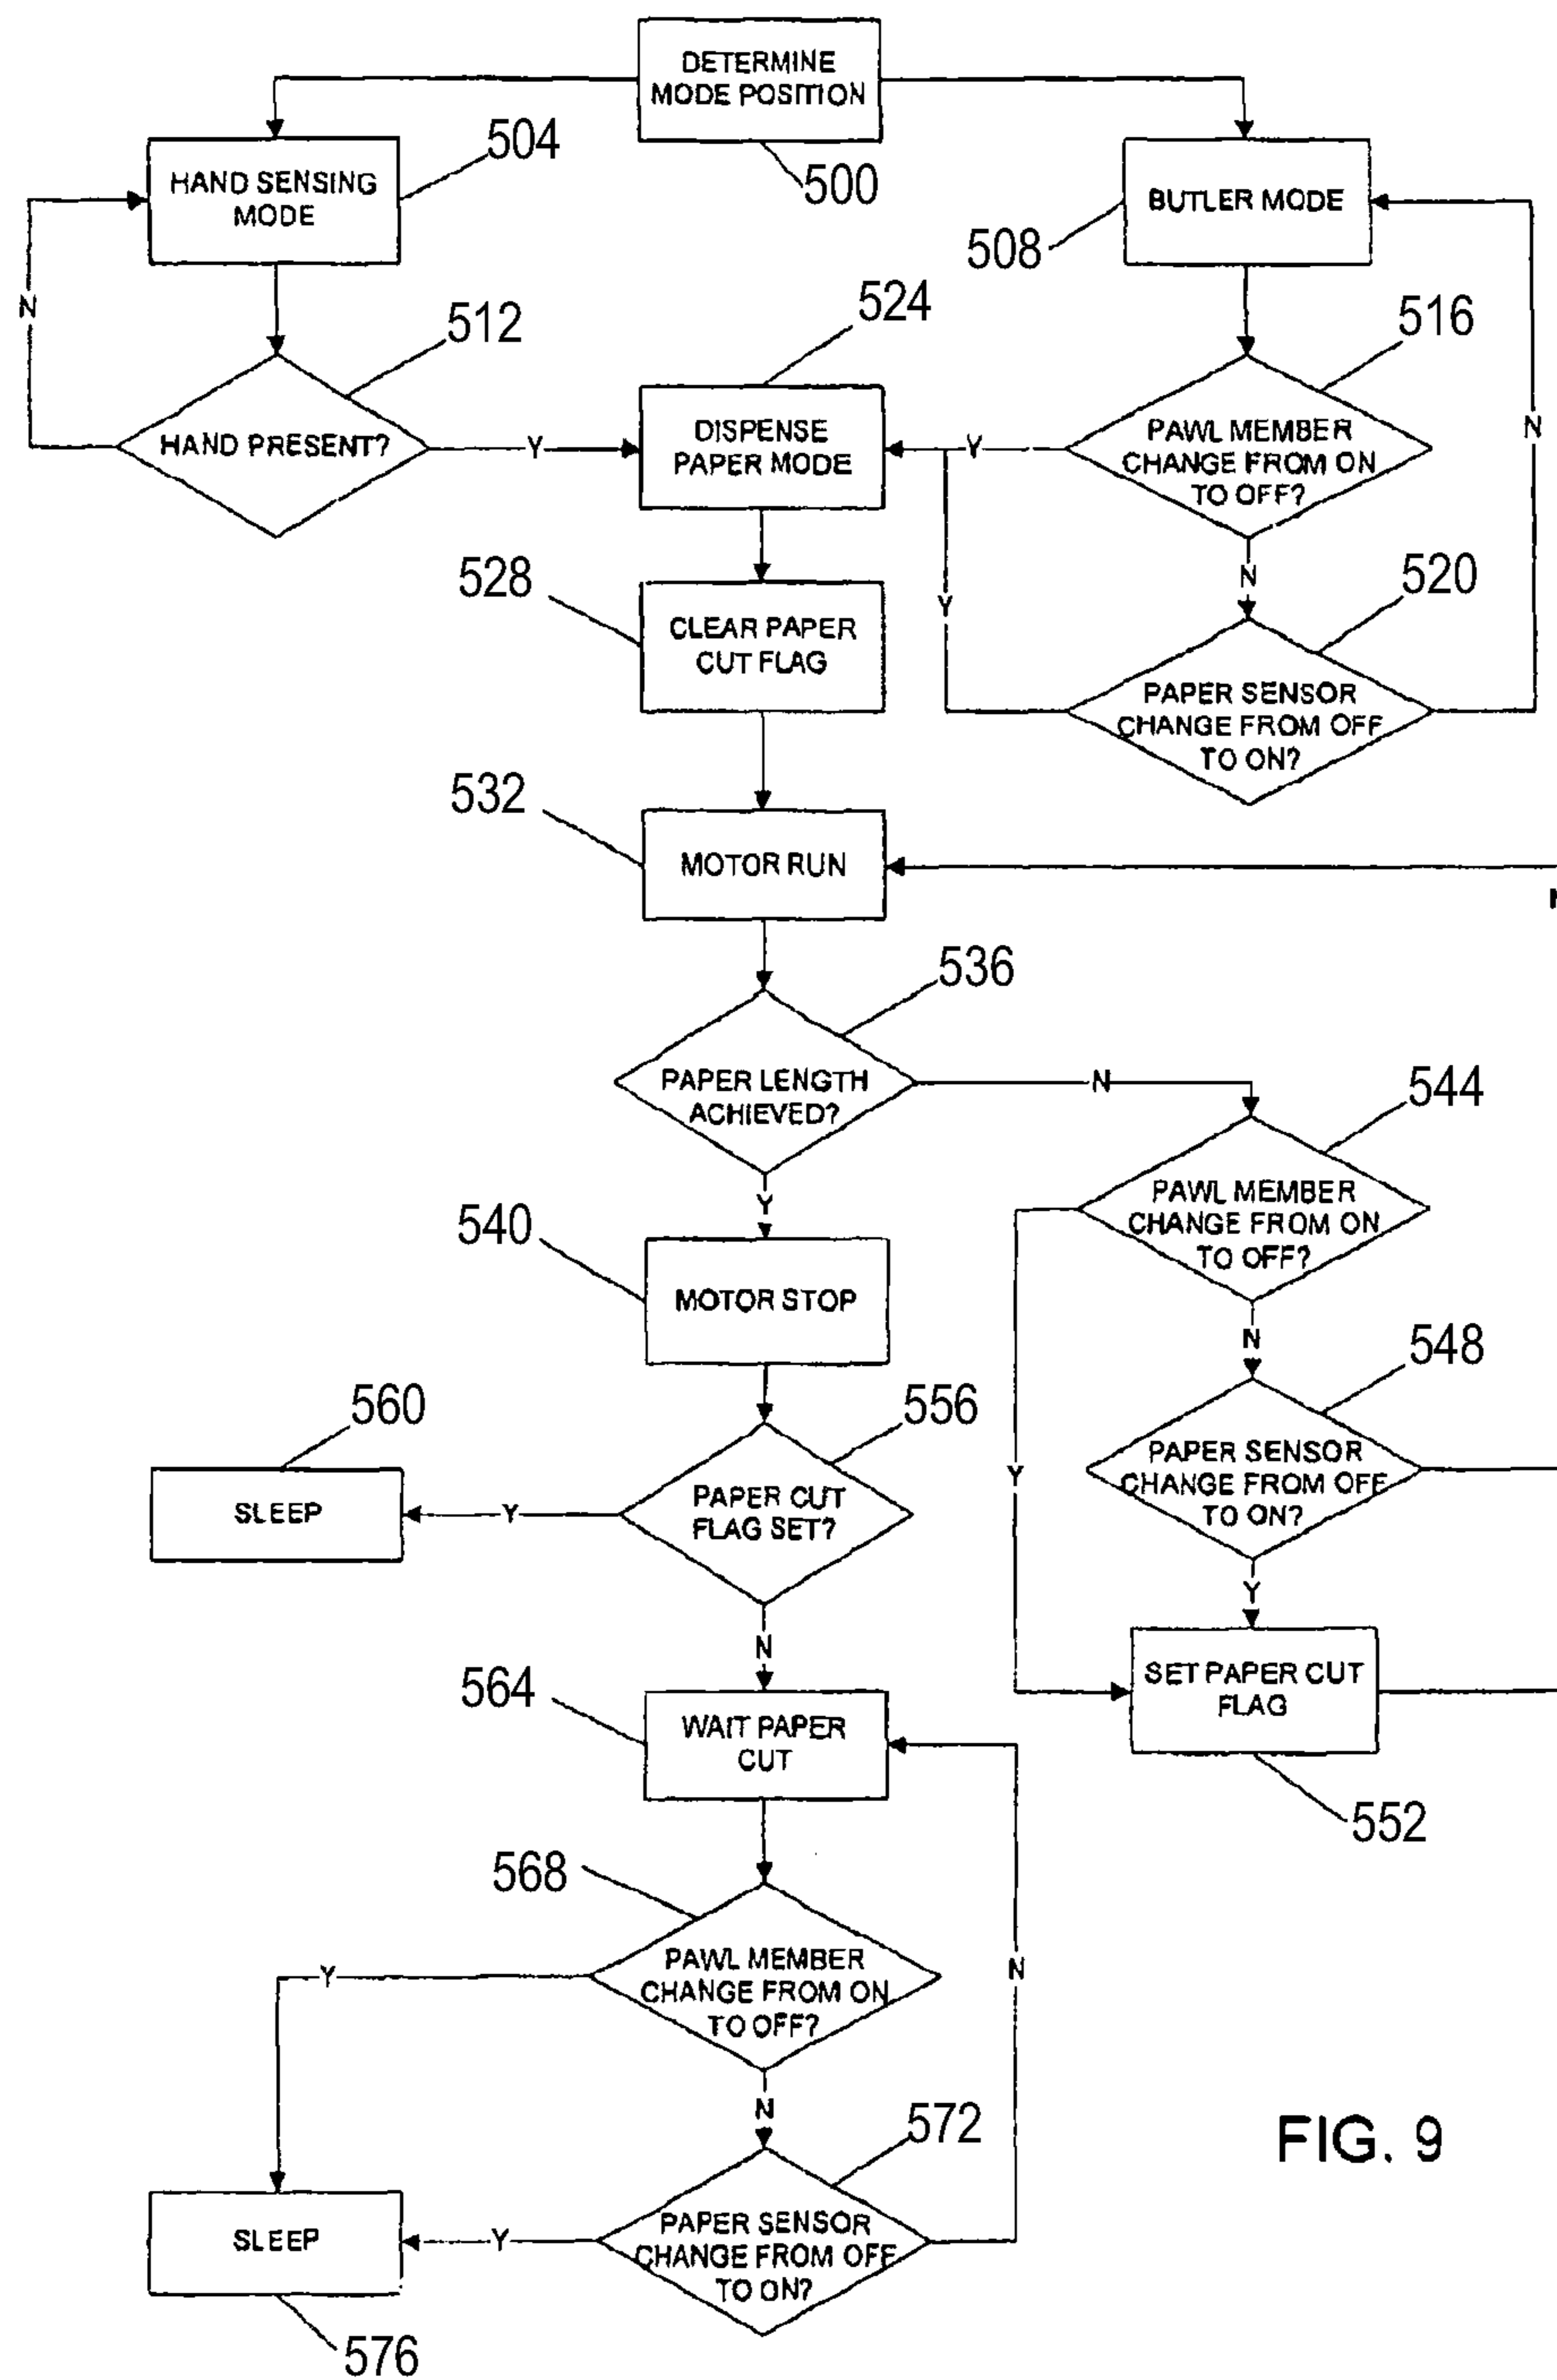 DETERMINE
MODE POSITION
500
HAND SENSING
MODE
504
BUTLER MODE
508
N
HAND PRESENT?
512
Y
DISPENSE
PAPER MODE
524
Y
PAWL MEMBER
CHANGE FROM ON
TO OFF?
516
N
N
Y
PAPER SENSOR
CHANGE FROM OFF
TO ON?
520
CLEAR PAPER
CUT FLAG
528
MOTOR RUN
532
PAPER LENGTH
ACHIEVED?
536
N
Y
PAWL MEMBER
CHANGE FROM ON
TO OFF?
544
N
Y
MOTOR STOP
540
PAPER SENSOR
CHANGE FROM OFF
TO ON?
548
Y
SET PAPER CUT
FLAG
552
PAPER CUT
FLAG SET?
556
Y
SLEEP
560
N
WAIT PAPER
CUT
564
PAWL MEMBER
CHANGE FROM ON
TO OFF?
568
Y
N
N
PAPER SENSOR
CHANGE FROM OFF
TO ON?
572
Y
SLEEP
576
FIG. 9